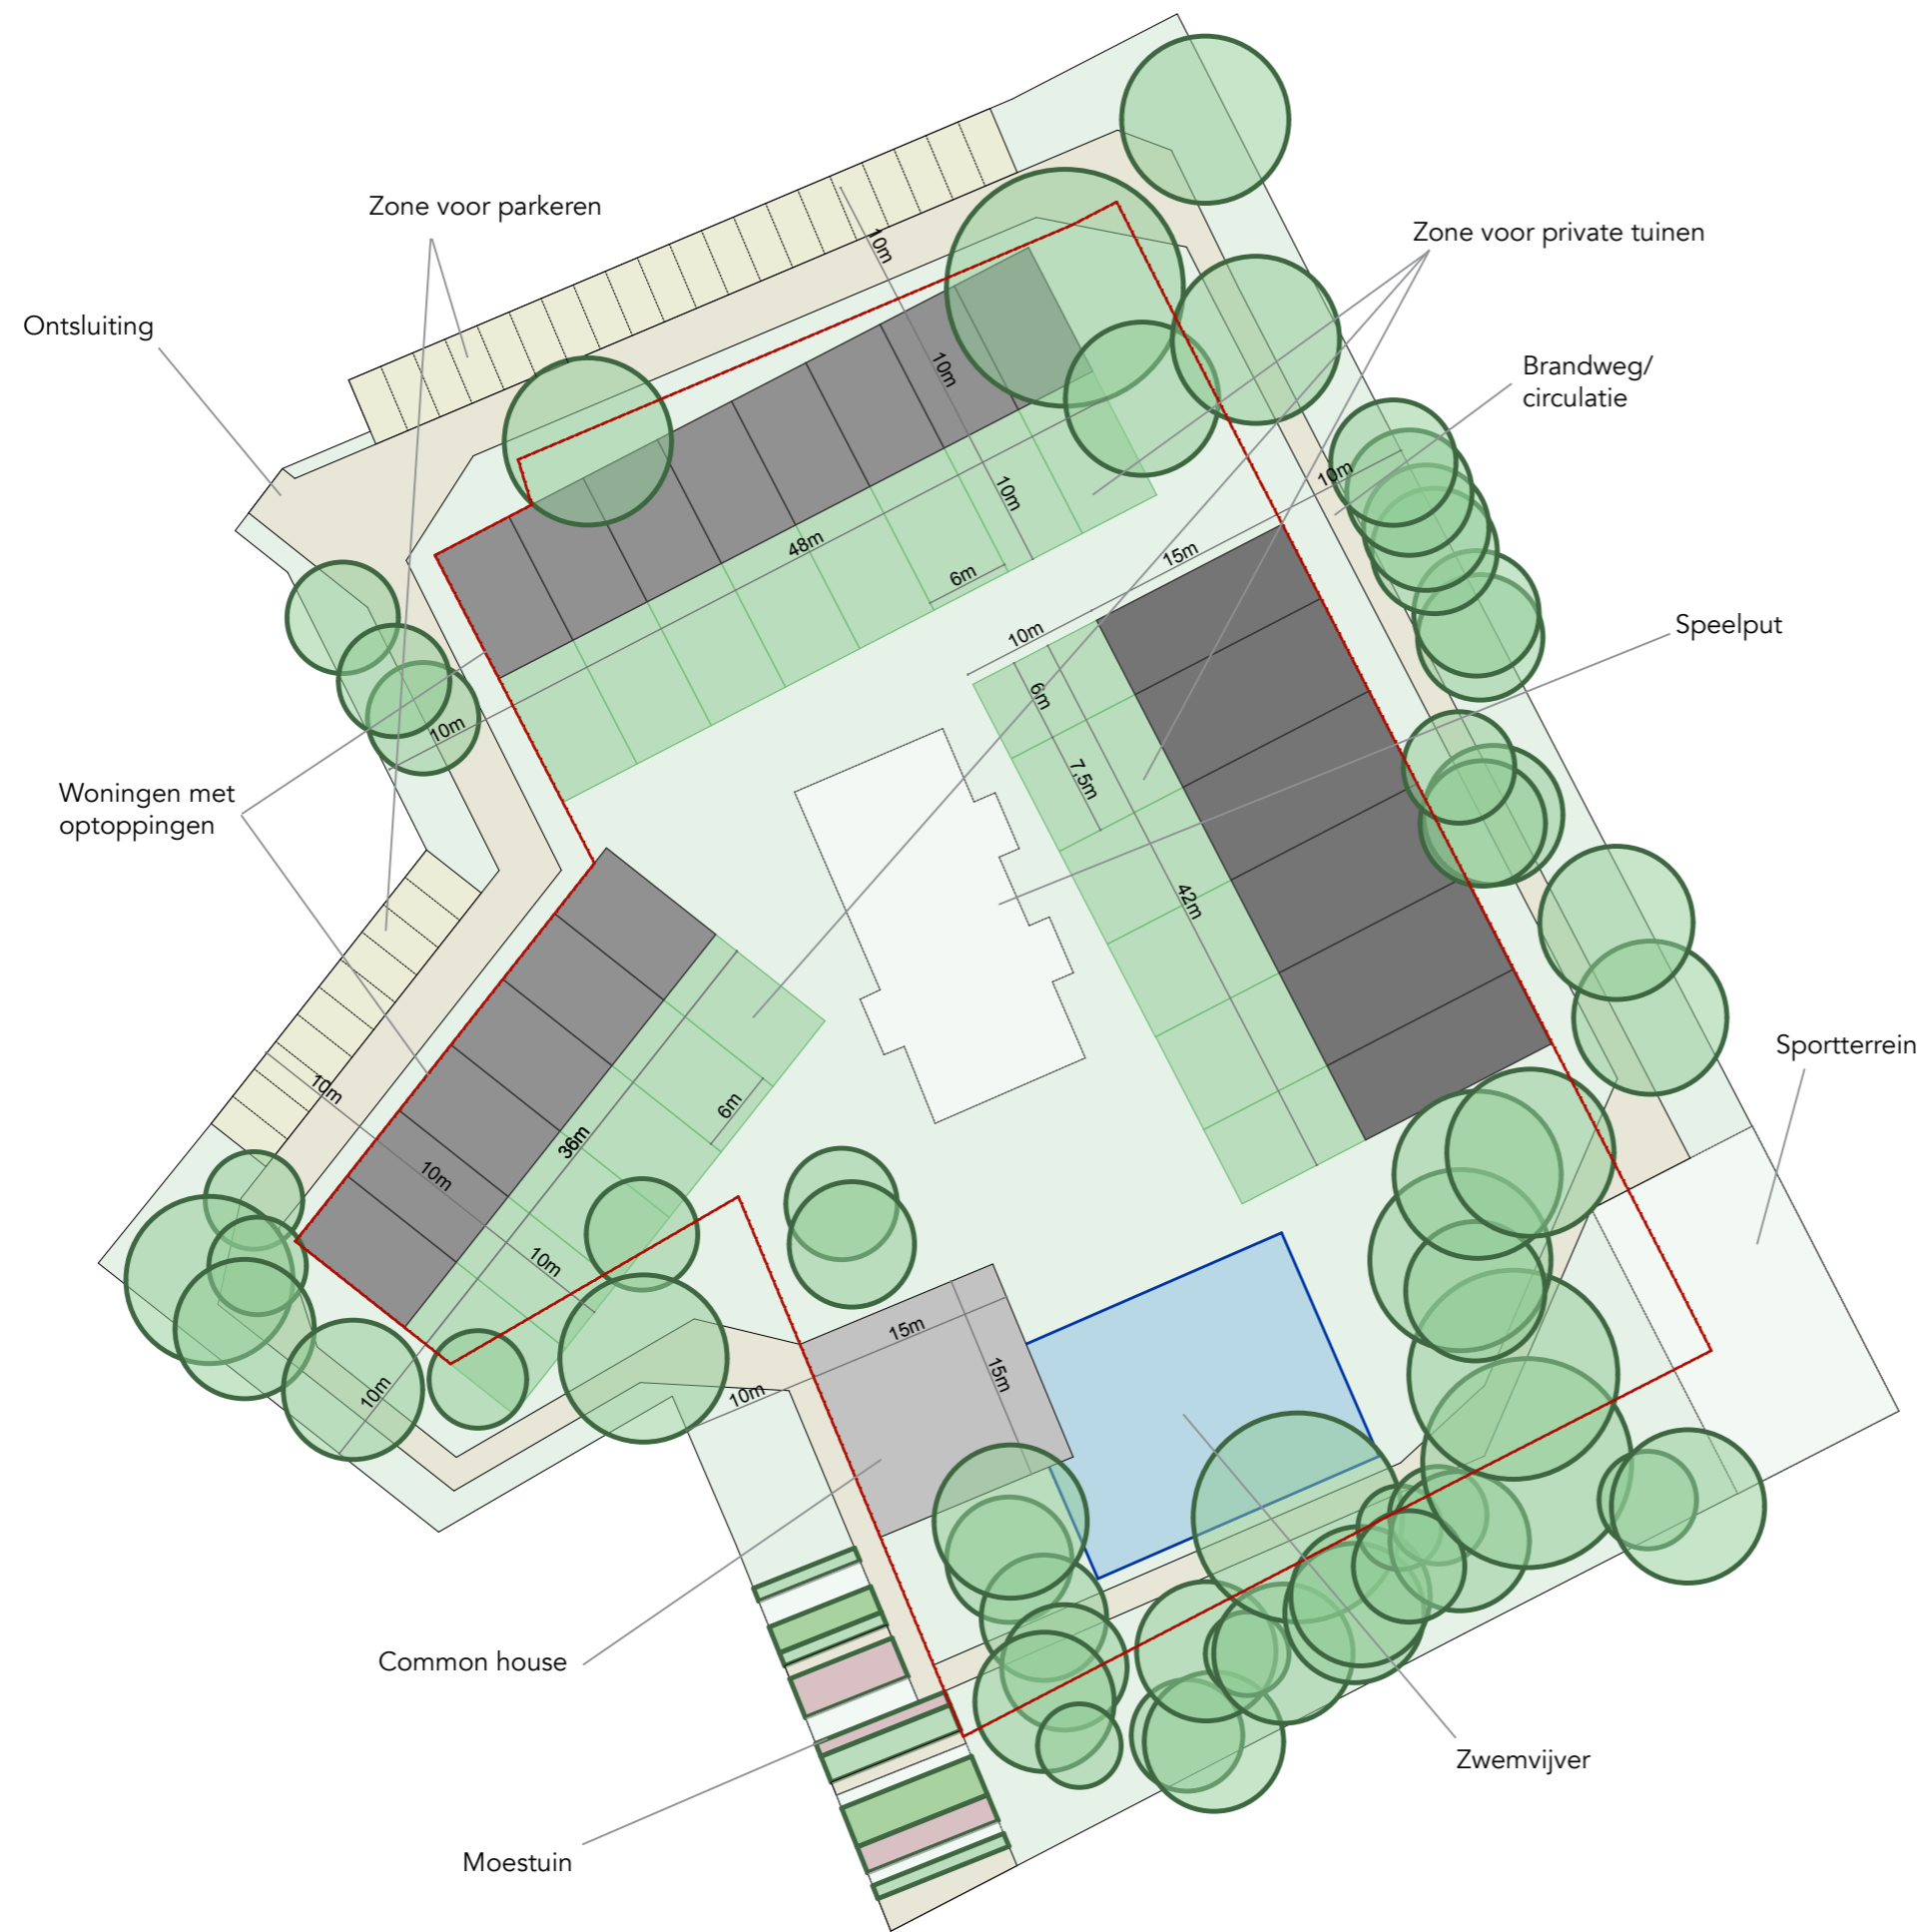 Zone voor parkeren
Zone voor private tuinen
10m
Ontsluiting
Brandweg/
circulatie
10m
10m
10m
48m
15m
6m
10m
Speelput
6m
10m
7,5m
Woningen met
optoppingen
42m
Sportterrein
10m
6m
36m
10m
10m
15m
15m
10m
10m
Common house
Zwemvijver
Moestuin